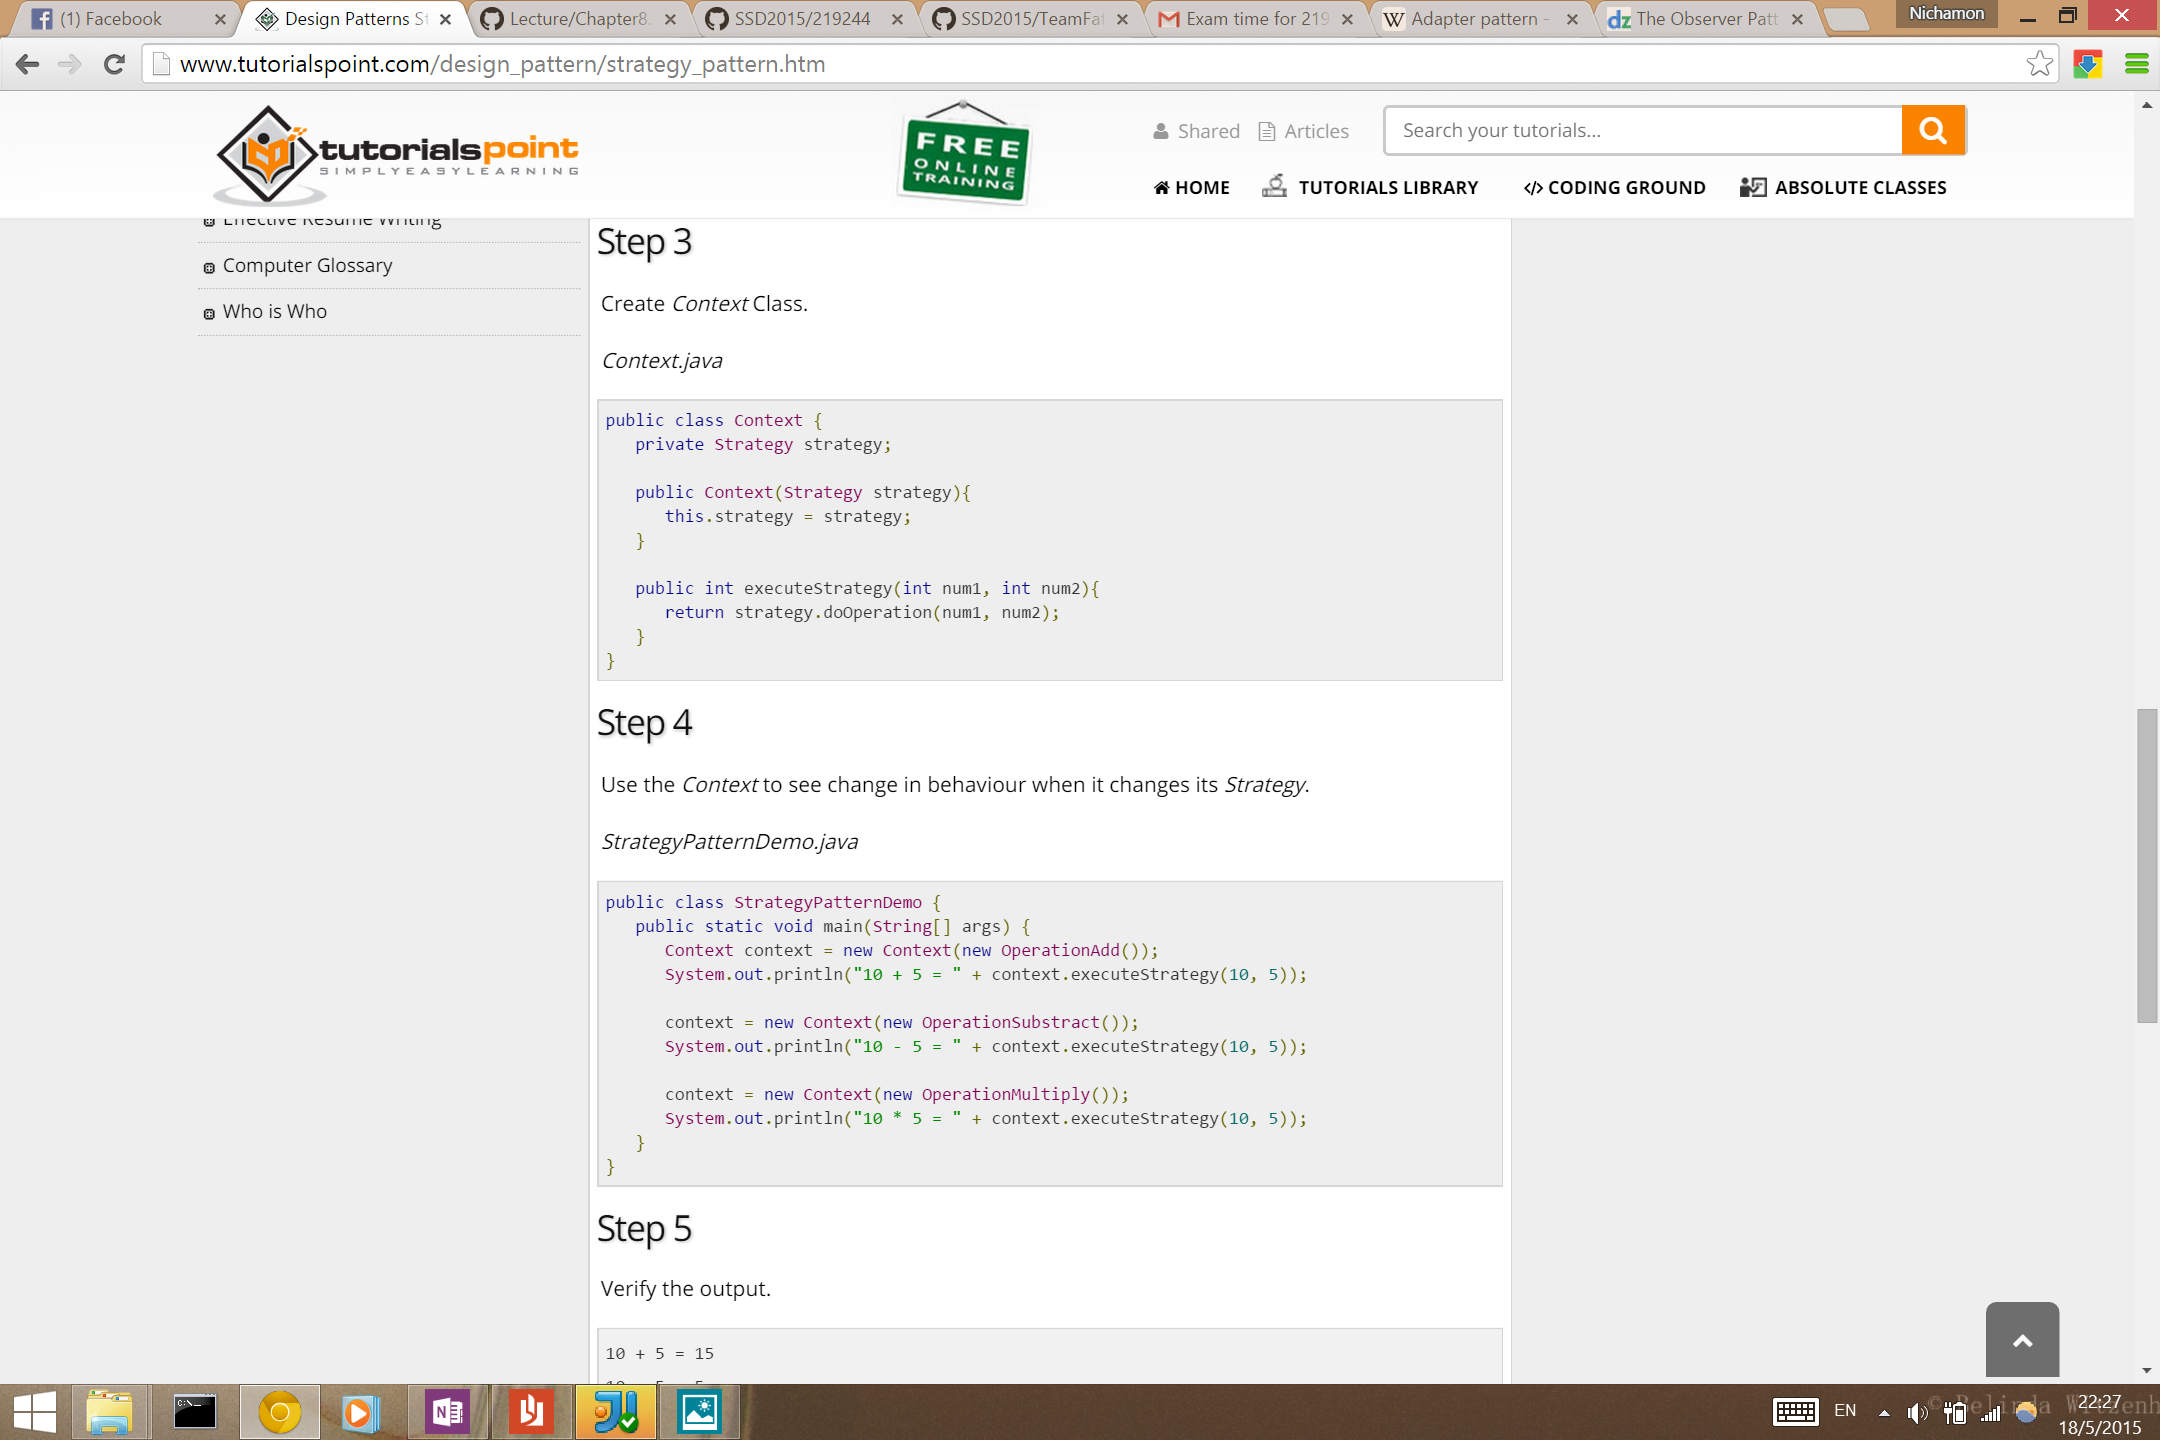 (1) Facebook
Design Patterns St
Lecture/Chapter8.
SSD2015/219244
SSD2015/TeamFat
Exam time for 219
Adapter pattern -
The Observer Patt
Nichamon
www.tutorialspoint.com/design_pattern/strategy_pattern.htm
tutorialspoint
SIMPLYEASYLEARNING
FREE
ONLINE
TRAINING
Shared
Articles
Search your tutorials...
HOME
TUTORIALS LIBRARY
</> CODING GROUND
ABSOLUTE CLASSES
Effective Resume Writing
Computer Glossary
Who is Who
Step 3
Create Context Class.
Context.java
public class Context {
private Strategy strategy;
public Context(Strategy strategy){
this.strategy = strategy;
}
public int executeStrategy(int num1, int num2){
return strategy.doOperation(num1, num2);
}
}
Step 4
Use the Context to see change in behaviour when it changes its Strategy.
StrategyPatternDemo.java
public class StrategyPatternDemo {
public static void main(String[] args) {
Context context = new Context(new OperationAdd());
System.out.println("10 + 5 = " + context.executeStrategy(10, 5));
context = new Context(new OperationSubstract());
System.out.println("10 - 5 = " + context.executeStrategy(10, 5));
context = new Context(new OperationMultiply());
System.out.println("10 * 5 = " + context.executeStrategy(10, 5));
}
}
Step 5
Verify the output.
10 + 5 = 15
EN
22:27
18/5/2015